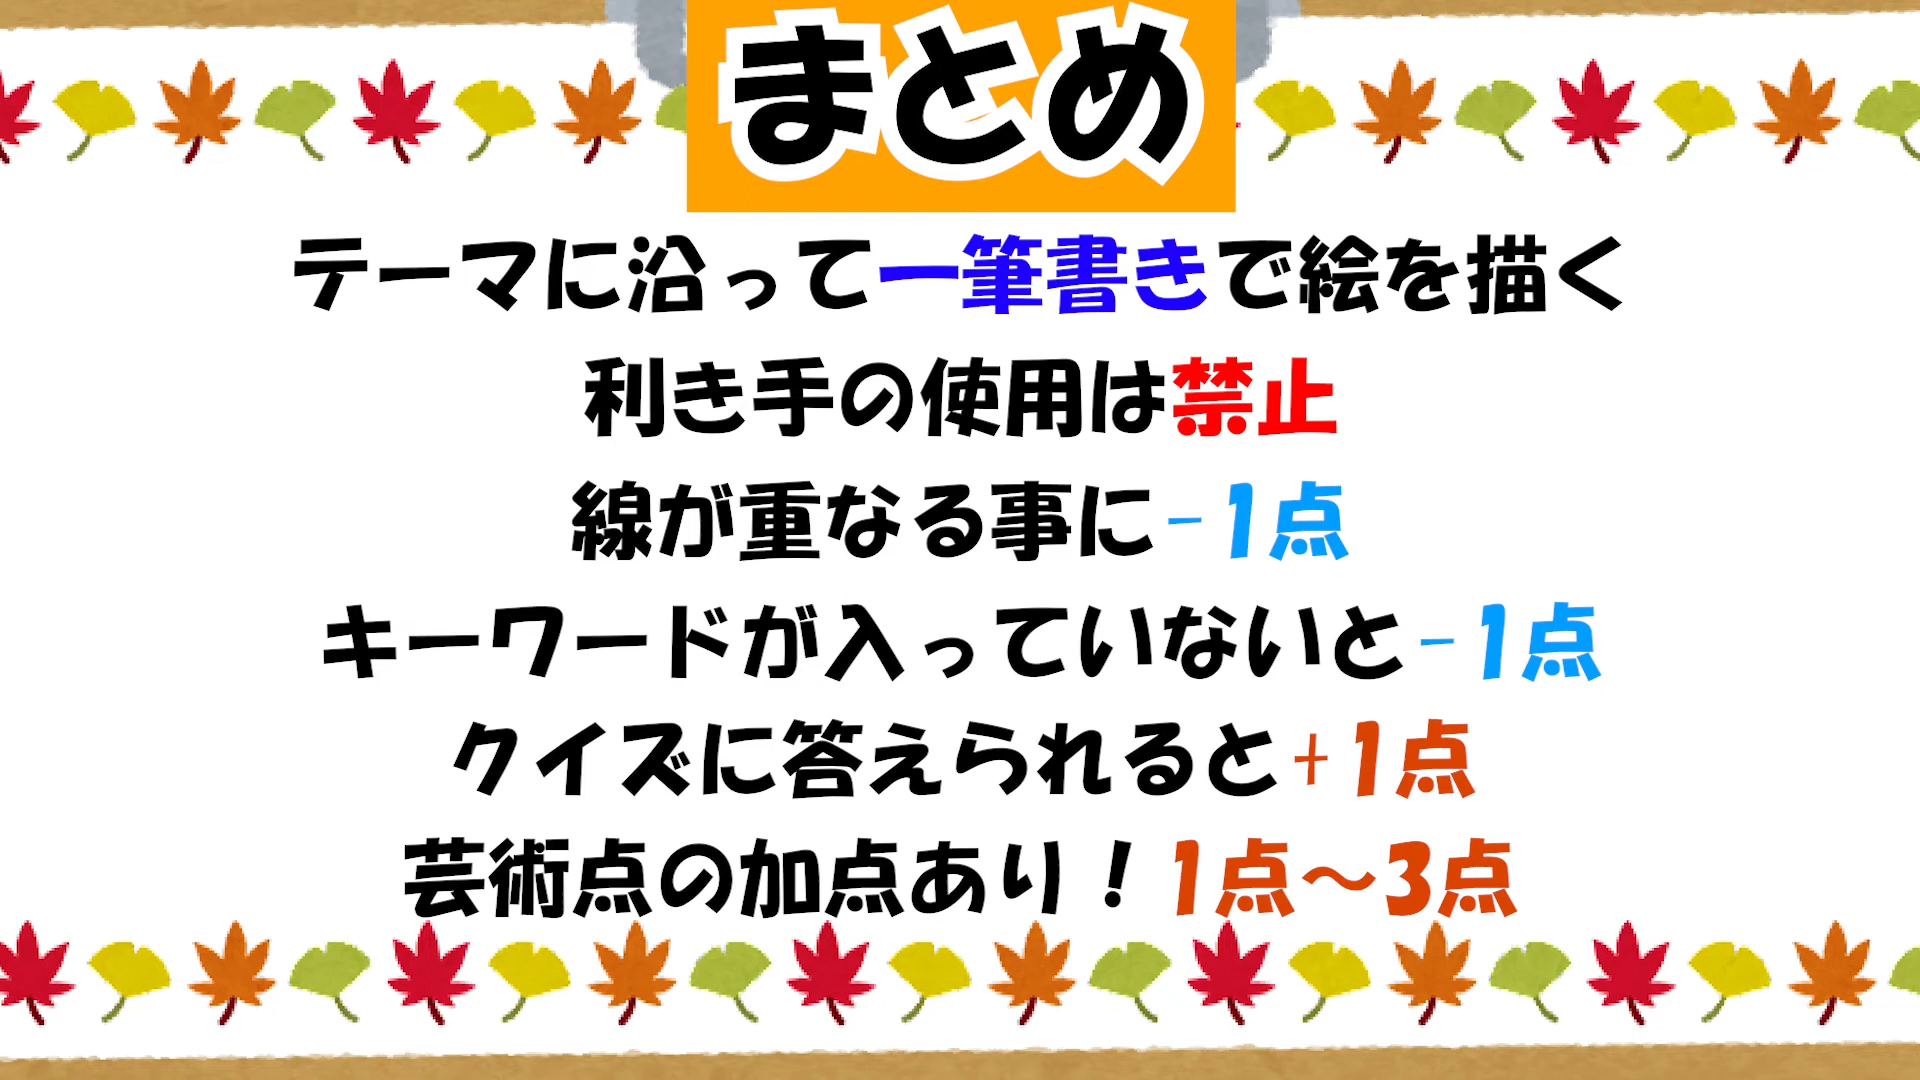 まとめ
テーマに沿って一筆書きで絵を描く
利き手の使用は禁止
線が重なる事に-1点
キーワードが入っていないと-1点
クイズに答えられると+1点
芸術点の加点あり！1点～3点